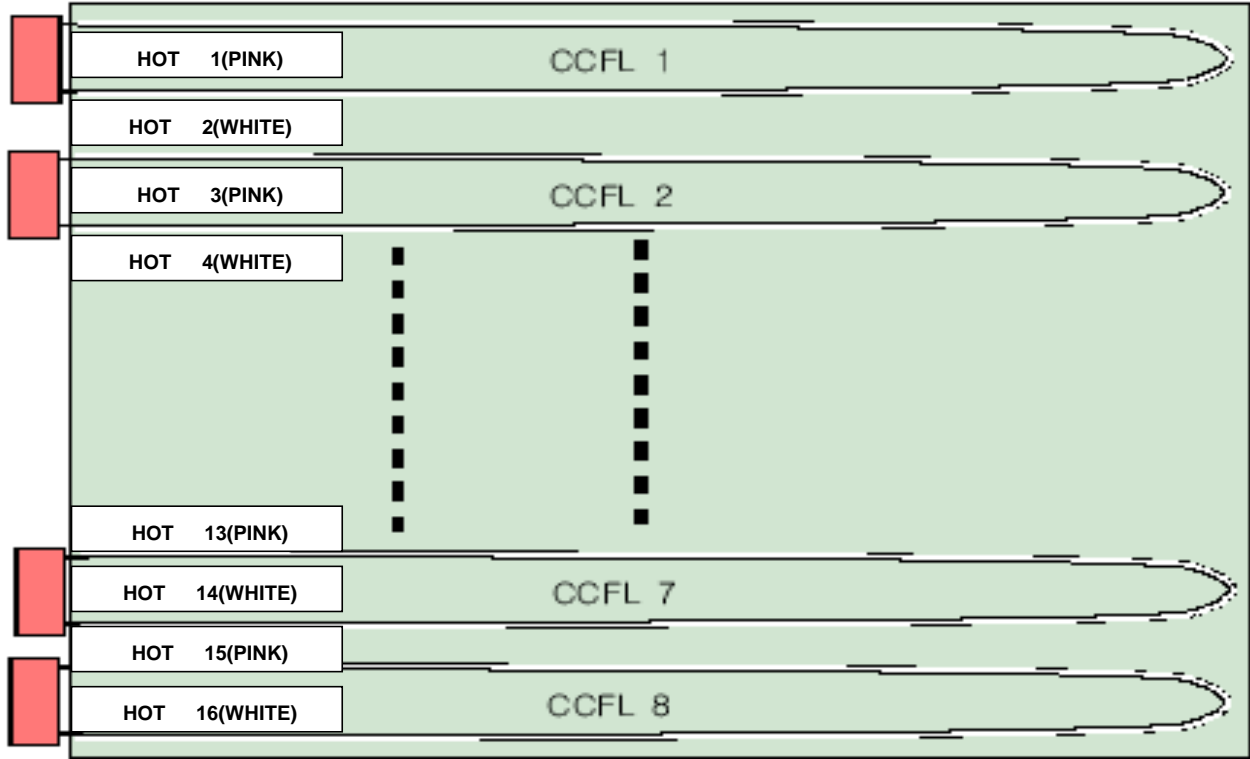 HOT 1(PINK)
CCFL 1
HOT 2(WHITE)
HOT 3(PINK)
CCFL 2
HOT 4(WHITE)
HOT 13(PINK)
HOT 14(WHITE)
CCFL 7
HOT 15(PINK)
HOT 16(WHITE)
CCFL 8